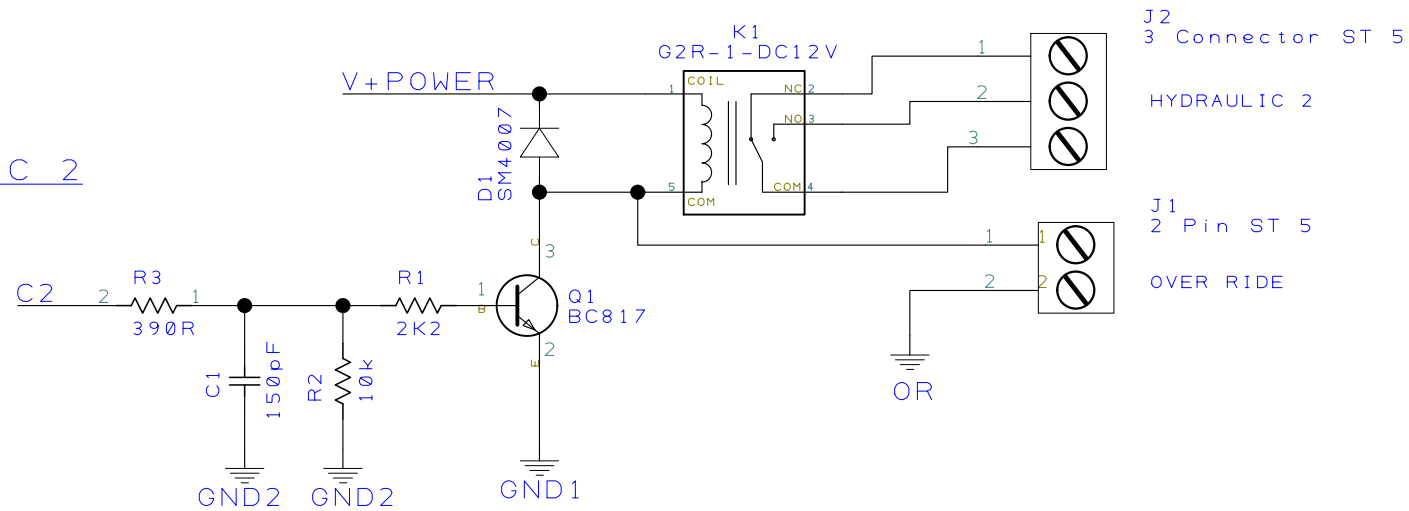 J2
3 Connector ST 5
K1
G2R-1-DC12V
1
COIL
V+POWER
1
NC 2
2
HYDRAULIC 2
NO 3
D1
SM4007
3
C 2
5
COM 4
COM
J1
2 Pin ST 5
1
1
C
3
R3
R1
2
2
OVER RIDE
C2
2
1
1
B
Q1
BC817
390R
2K2
2
E
C1
150pF
R2
10k
OR
GND2
GND2
GND1